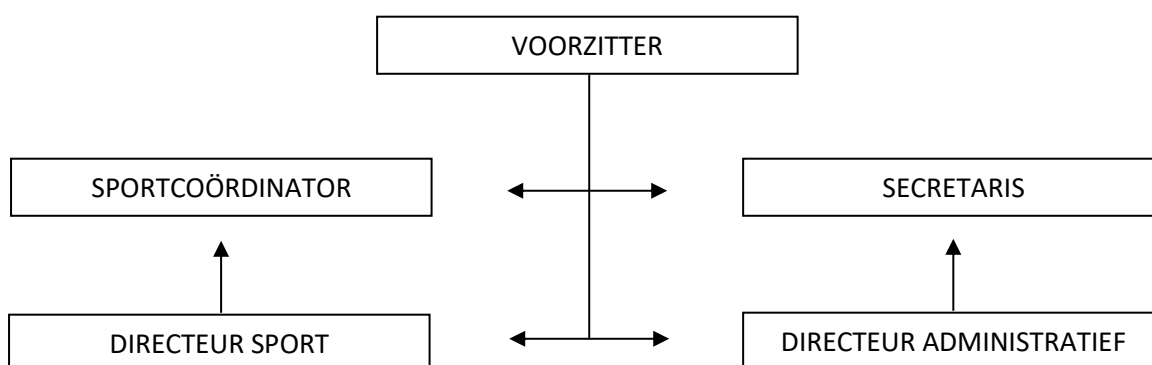 VOORZITTER
SPORTCOÖRDINATOR
SECRETARIS
DIRECTEUR SPORT
DIRECTEUR ADMINISTRATIEF